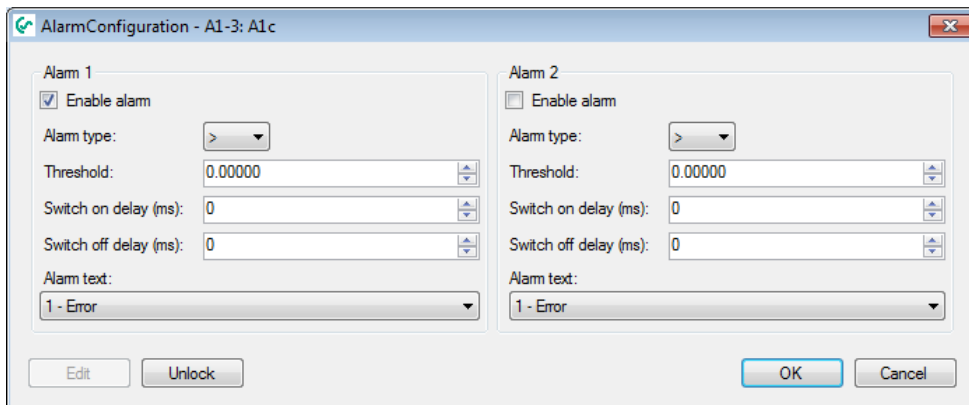 AlarmConfiguration - A1-3: A1c
Alarm 1
Enable alarm
Alarm type: >
Threshold: 0.00000
Switch on delay (ms): 0
Switch off delay (ms): 0
Alarm text:
1 - Error
Alarm 2
Enable alarm
Alarm type: >
Threshold: 0.00000
Switch on delay (ms): 0
Switch off delay (ms): 0
Alarm text:
1 - Error
Edit Unlock OK Cancel